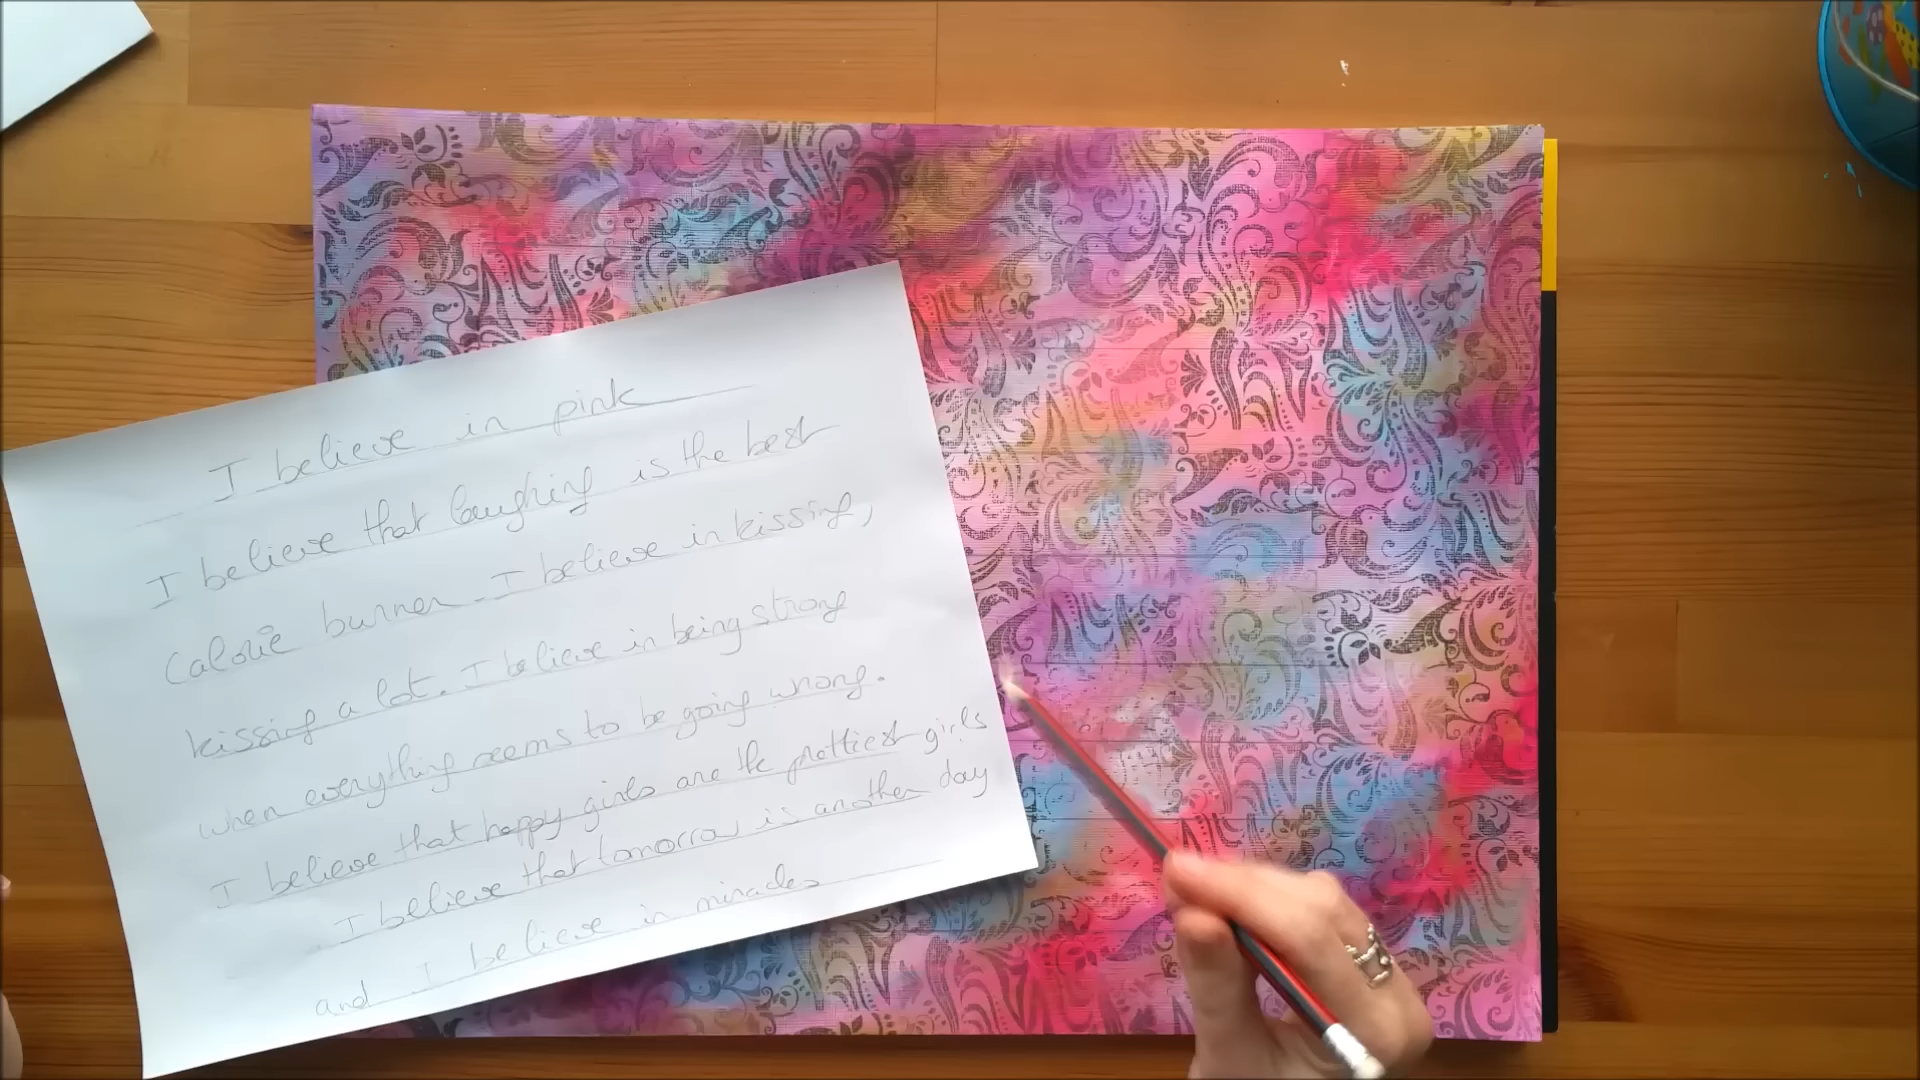 I believe in pink
I believe that laughing is the best
calorie burner. I believe in kissing,
kissing a lot. I believe in being strong
when everything seems to be going wrong.
I believe that happy girls are the prettiest girls
I believe that tomorrow is another day
and I believe in miracles